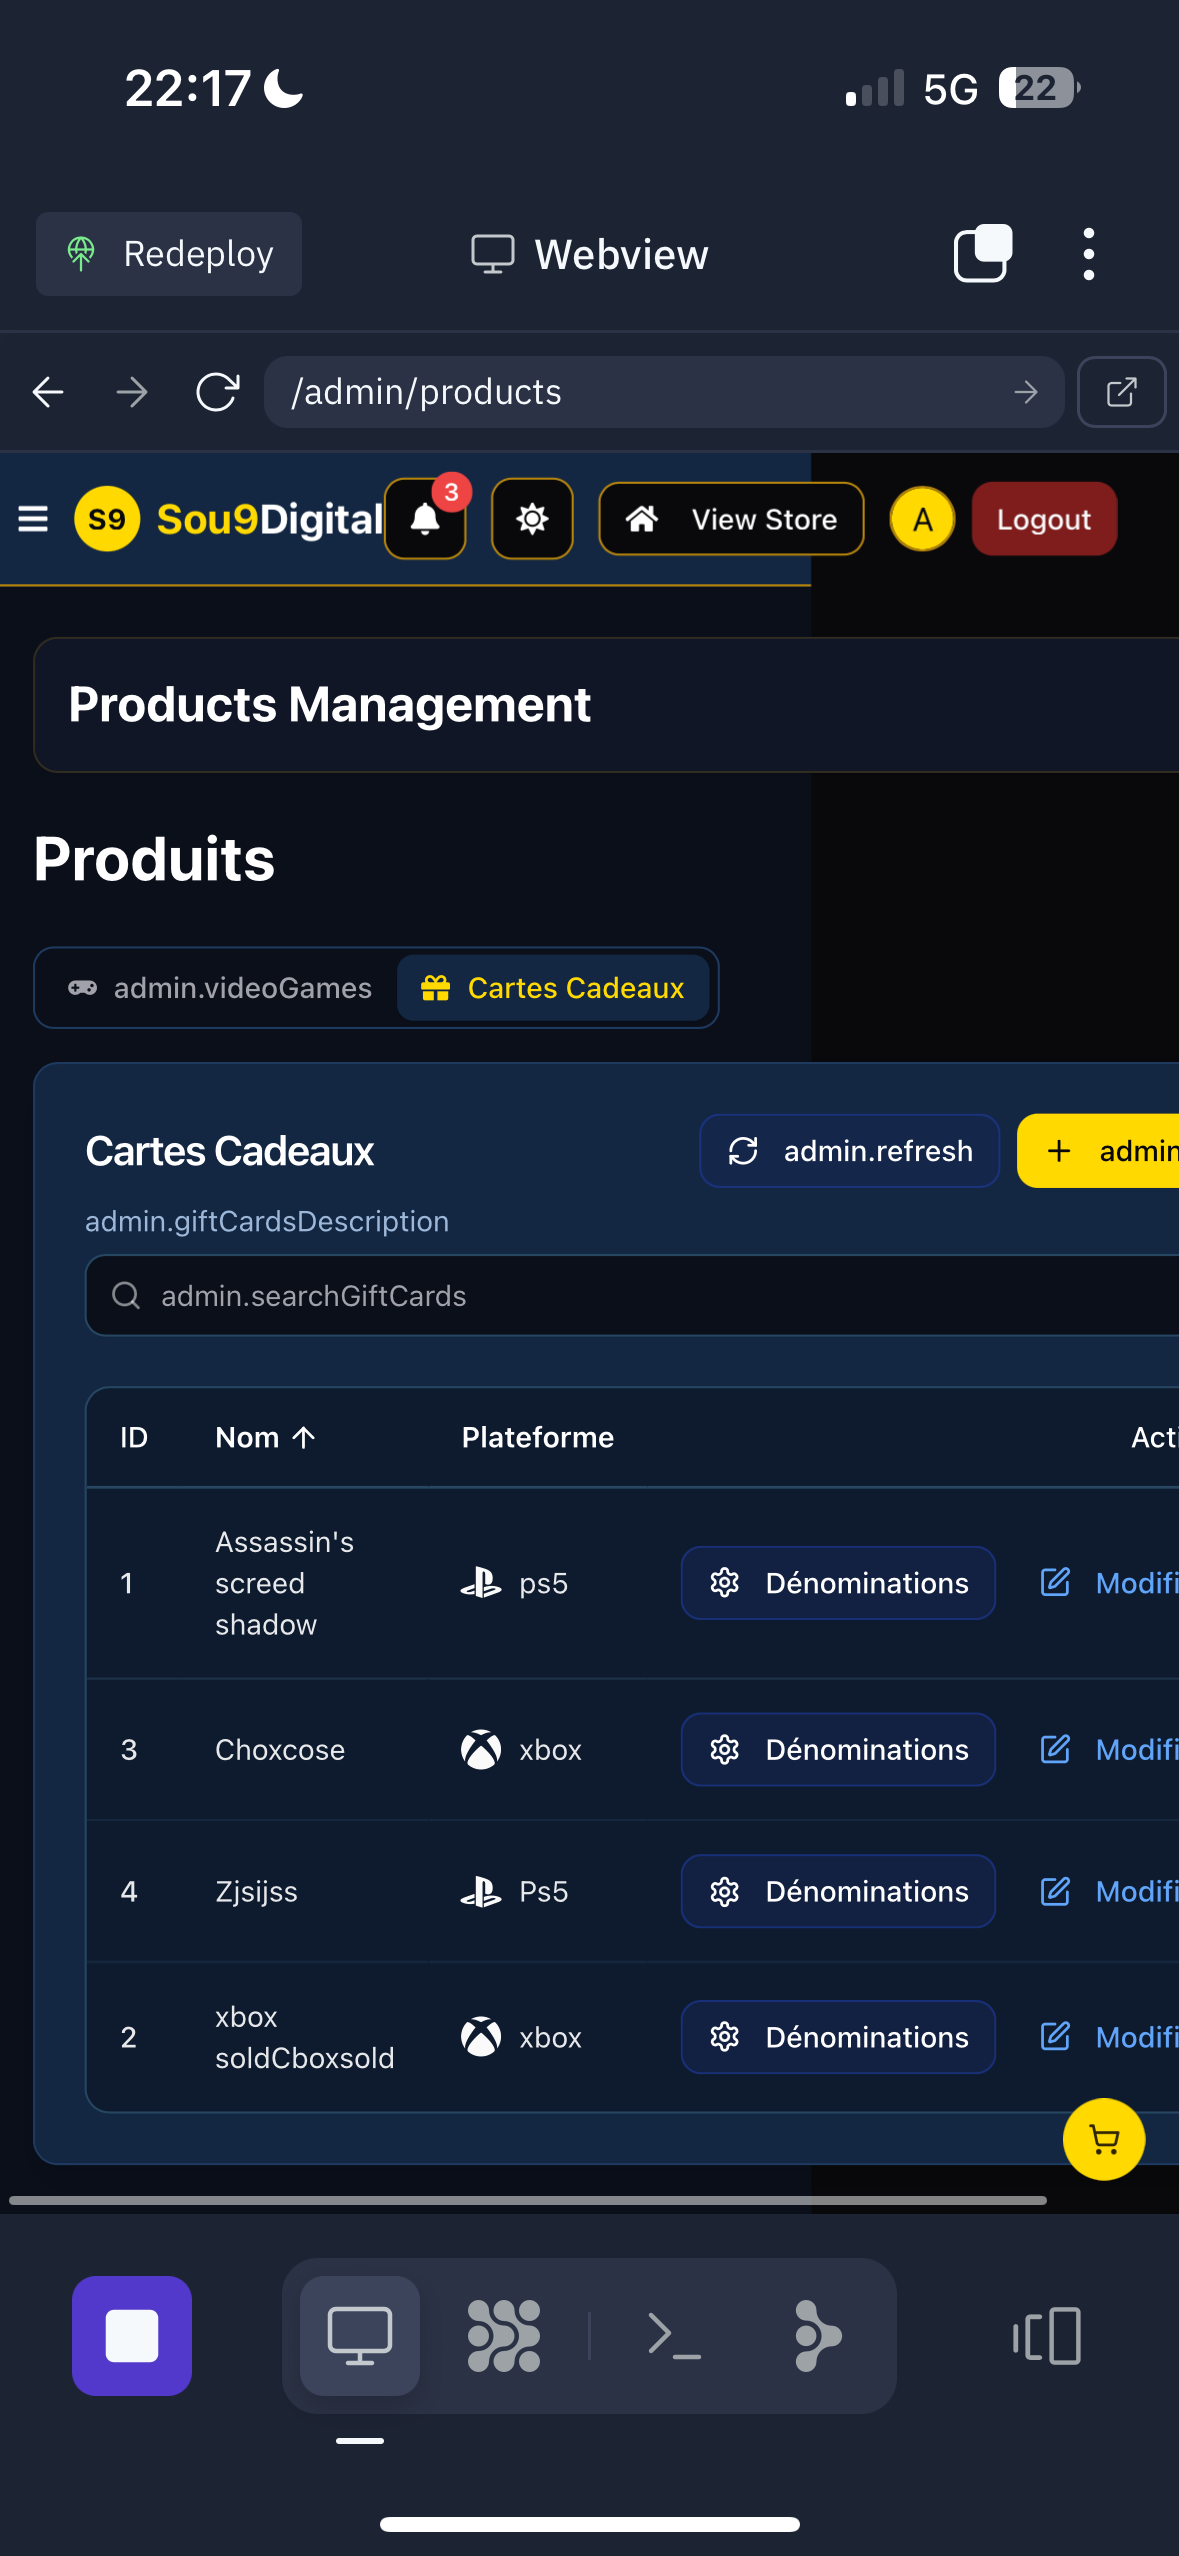 22:17
5G
22
Redeploy
Webview
/admin/products
S9
Sou9Digital
3
View Store
A
Logout
Products Management
Produits
admin.videoGames
Cartes Cadeaux
Cartes Cadeaux
admin.refresh
admin
admin.giftCardsDescription
admin.searchGiftCards
ID
Nom
Plateforme
Acti
1
Assassin's
screed
shadow
ps5
Dénominations
Modifi
3
Choxcose
xbox
Dénominations
Modifi
4
Zjsijss
Ps5
Dénominations
Modifi
2
xbox
soldCboxsold
xbox
Dénominations
Modifi